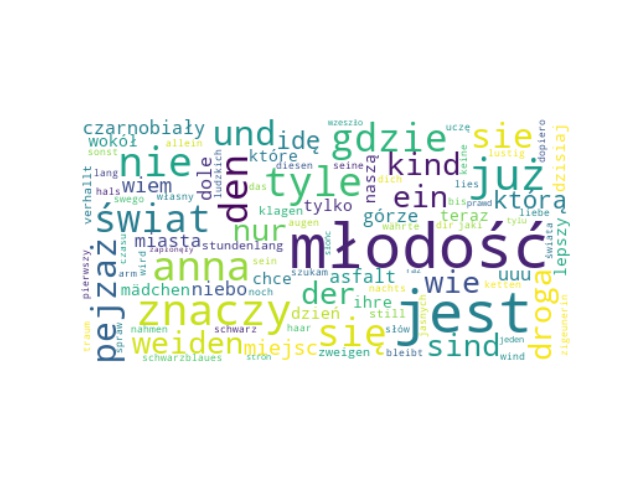 czarnobiały
wokół
sonst
allein
und
idę
wzeszło
gdzie
uczę
sie
dopiero
dzisiaj
lang
nie
dole
ludzkich
den
które
diesen
seine
das
tyle
naszą
dich
kind
keine
lustig
już
verhallt
hals
wiem
swego
własny
klagen
tylko
ein
lies
bis
prawd
którą
świat
nur
augen
górze
wahrte
dir
jaki
teraz
liebe
tylu
miasta
stundenlang
młodość
świata
lepszy
pejzaż
czasu
zapłonęły
pierwszy
arm
wird
anna
sein
chce
szukam
asfalt
uuu
mädchen
niebo
noch
der
ihre
nachts
wie
ketten
jest
droga
traum
spraw
znaczy
dzień
still
jasnych
nahmen
schwarz
haar
się
słów
jeden
weiden
miejsc
zweigen
bleibt
sind
wind
schwarzblaues
stron
zigeunerin